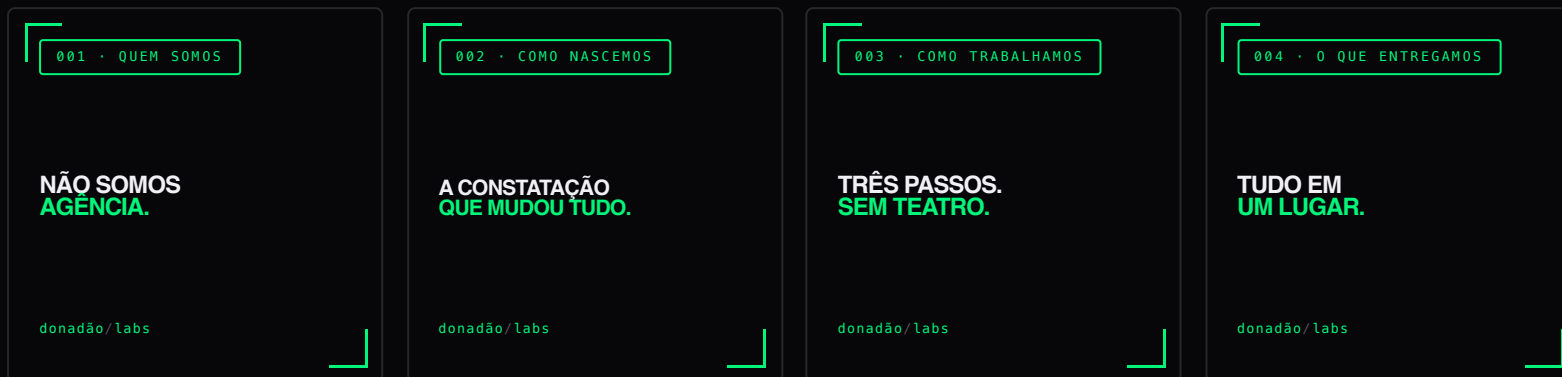 001 · QUEM SOMOS
NÃO SOMOS
AGÊNCIA.
donadão/labs
002 · COMO NASCEMOS
A CONSTATAÇÃO
QUE MUDOU TUDO.
donadão/labs
003 · COMO TRABALHAMOS
TRÊS PASSOS.
SEM TEATRO.
donadão/labs
004 · O QUE ENTREGAMOS
TUDO EM
UM LUGAR.
donadão/labs